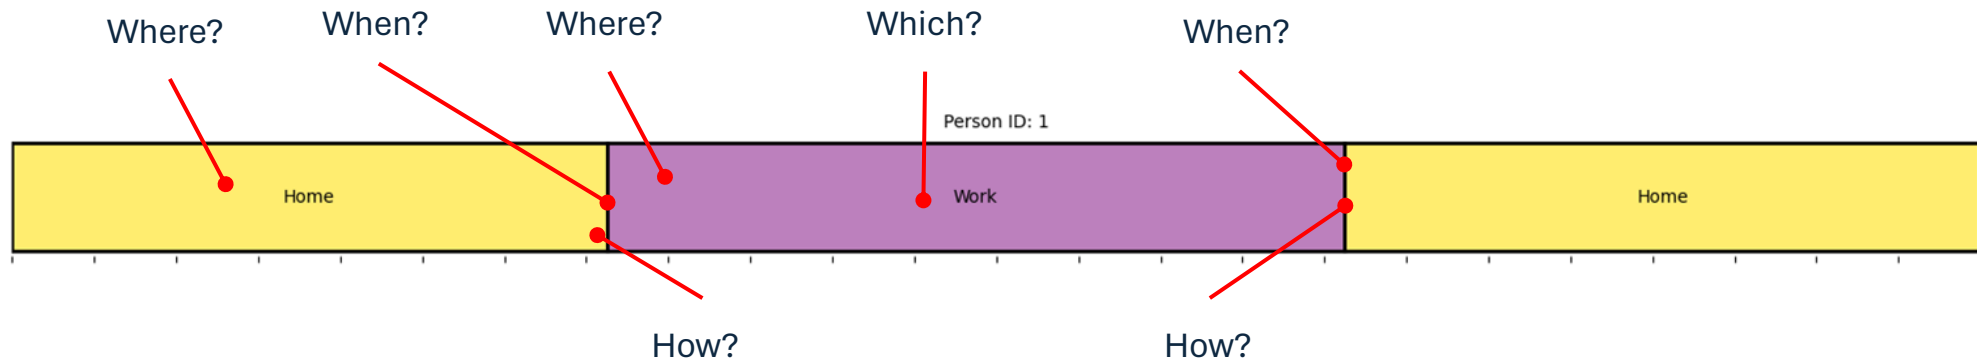 Where?
When?
Where?
Which?
When?
Person ID: 1
Home
Work
Home
How?
How?